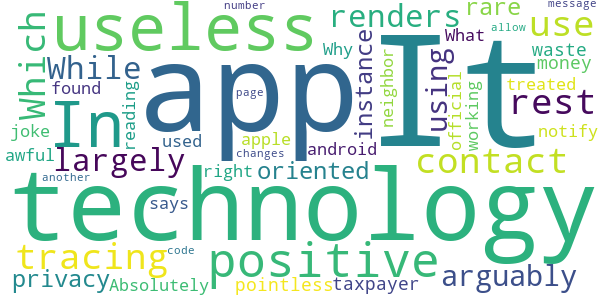 number
message
useless
renders
rare
use
Which
While
app
It
Why
What
allow
waste
money
found
reading
page
instance
neighbor
using
official
working
treated
rest
In
joke
used
apple
changes
android
notify
awful
largely
another
right
oriented
contact
technology
says
tracing
code
positive
arguably
privacy
Absolutely
pointless
taxpayer